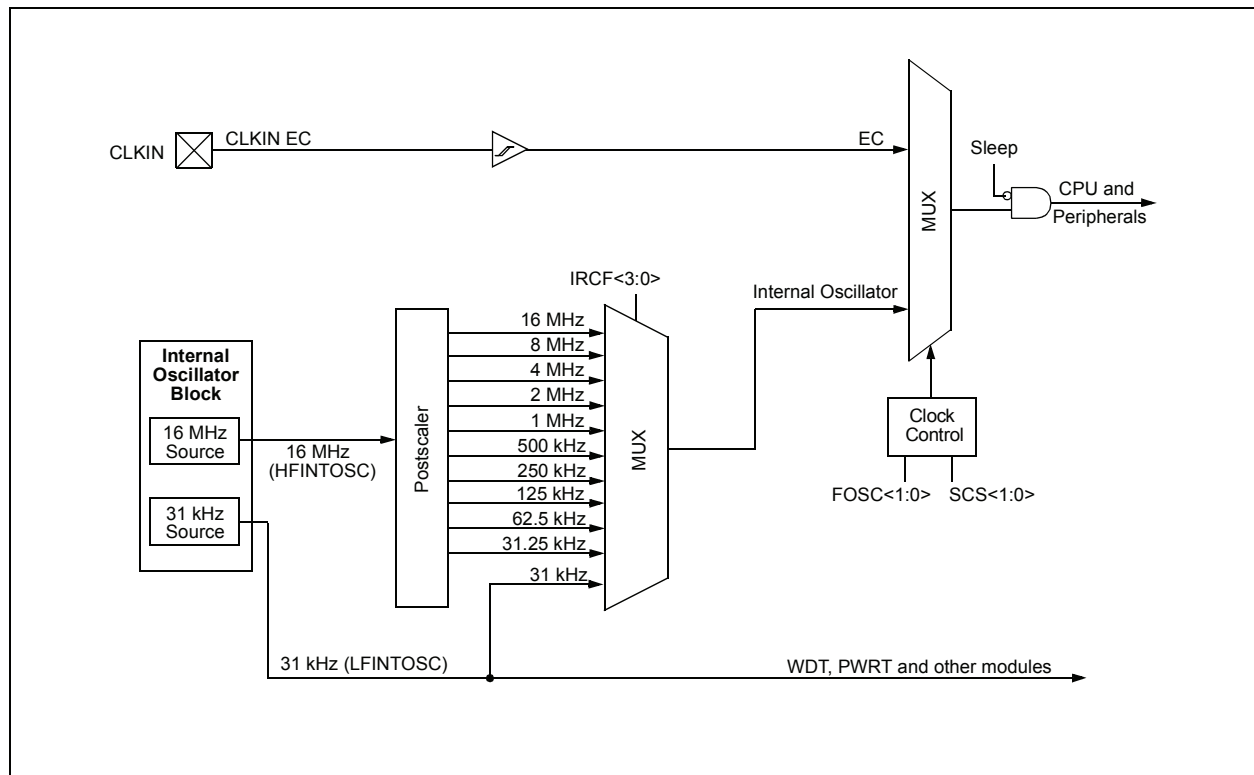 CLKIN
CLKIN EC
EC
Sleep
CPU and
Peripherals
MUX
IRCF<3:0>
Internal Oscillator
16 MHz
8 MHz
4 MHz
2 MHz
1 MHz
500 kHz
250 kHz
125 kHz
62.5 kHz
31.25 kHz
31 kHz
Internal
Oscillator
Block
16 MHz
Source
31 kHz
Source
16 MHz
(HFINTOSC)
Postscaler
MUX
Clock
Control
FOSC<1:0>
SCS<1:0>
31 kHz (LFINTOSC)
WDT, PWRT and other modules